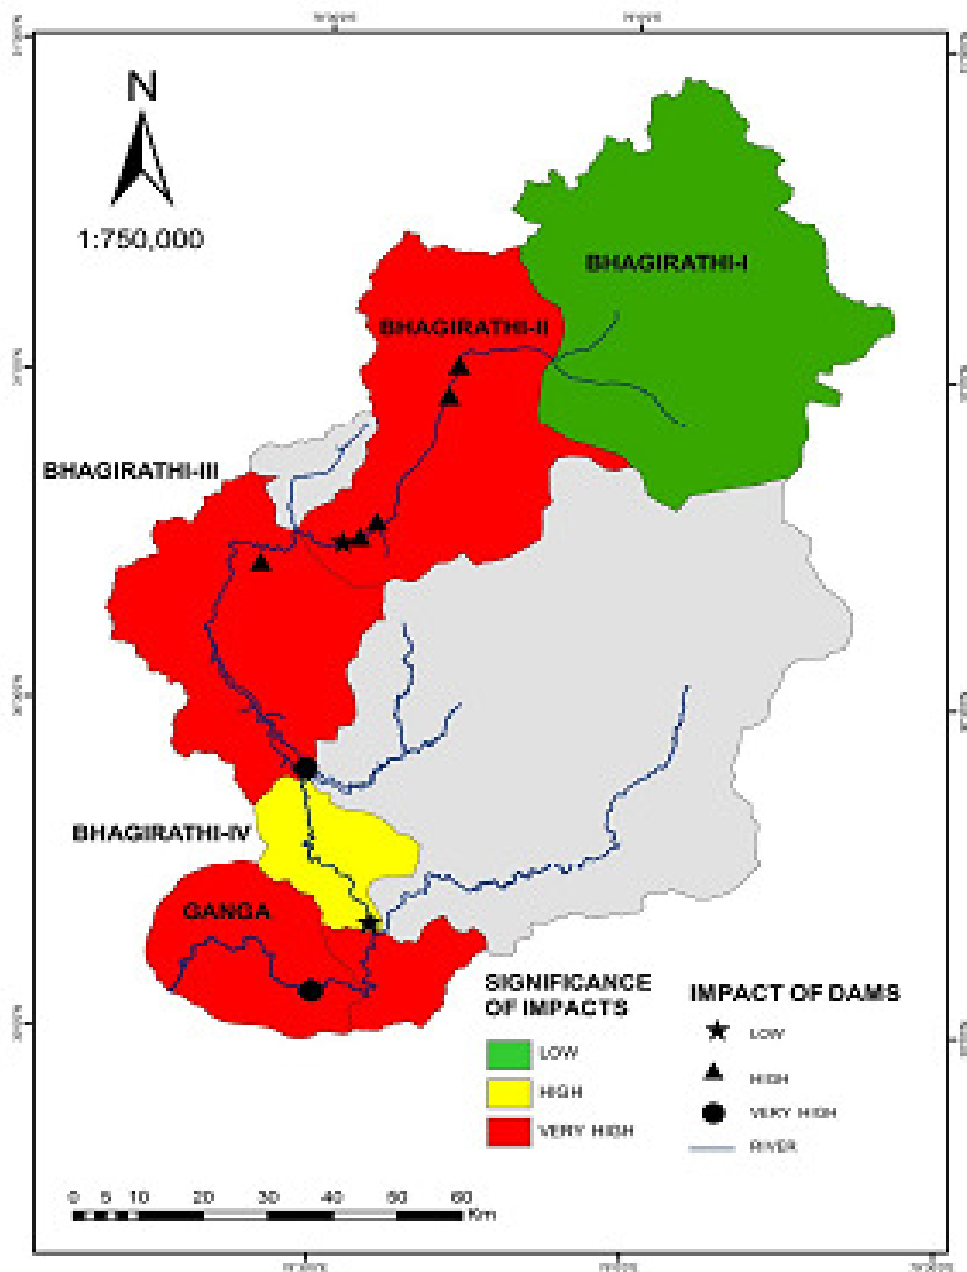 N
1:750,000
BHAGIRATHI-I
BHAGIRATHI-II
BHAGIRATHI-III
BHAGIRATHI-IV
GANGA
SIGNIFICANCE
OF IMPACTS
LOW
HIGH
VERY HIGH
IMPACT OF DAMS
LOW
HIGH
VERY HIGH
RIVER
0 5 10 20 30 40 50 60
Km